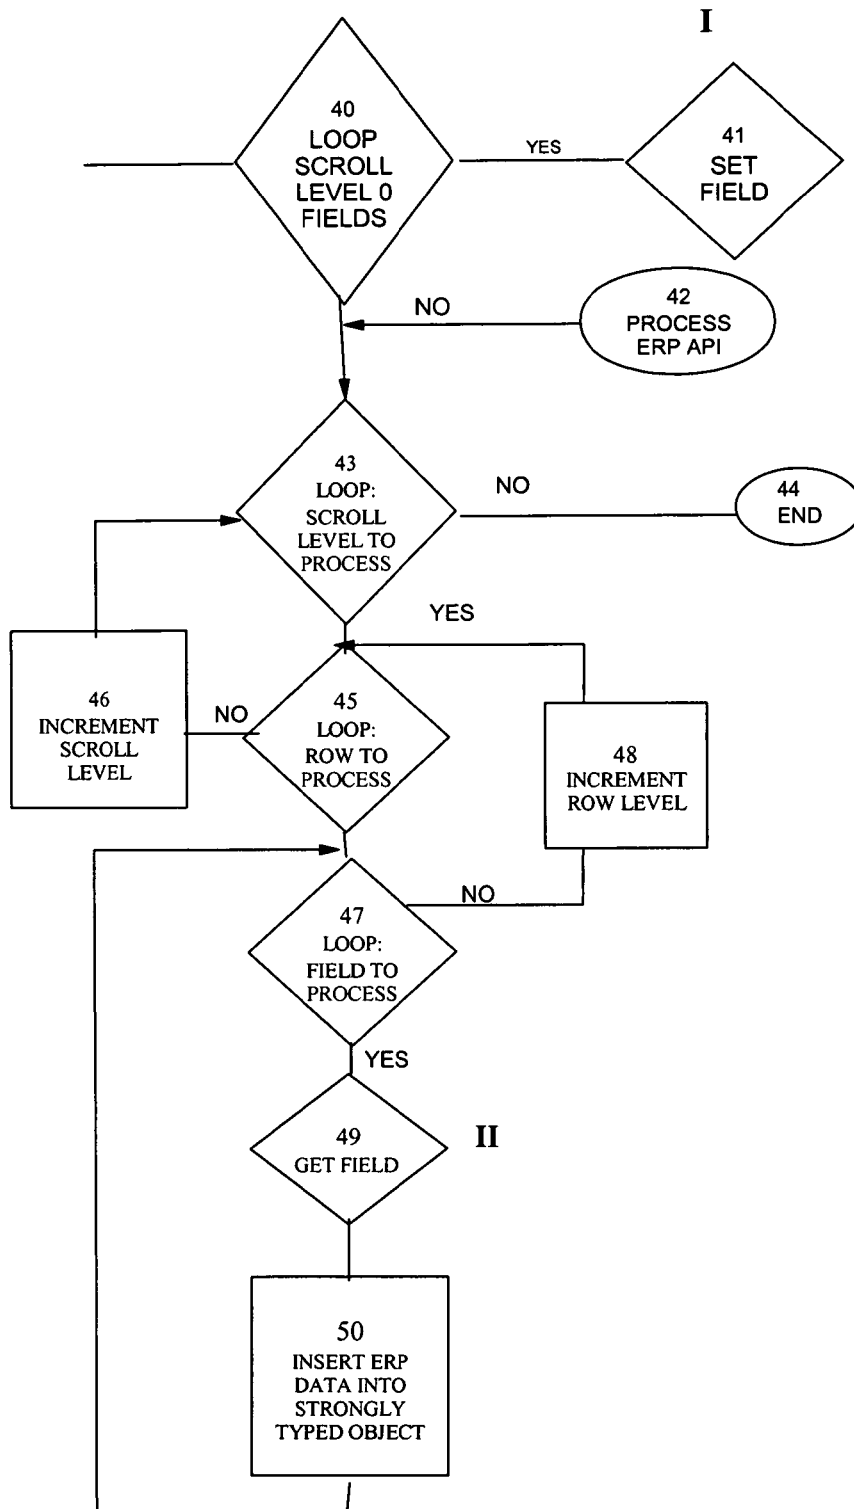 I
40
LOOP
SCROLL
LEVEL 0
FIELDS
YES
41
SET
FIELD
NO
42
PROCESS
ERP API
43
LOOP:
SCROLL
LEVEL TO
PROCESS
NO
44
END
YES
46
INCREMENT
SCROLL
LEVEL
NO
45
LOOP:
ROW TO
PROCESS
48
INCREMENT
ROW LEVEL
NO
47
LOOP:
FIELD TO
PROCESS
YES
49
GET FIELD
II
50
INSERT ERP
DATA INTO
STRONGLY
TYPED OBJECT